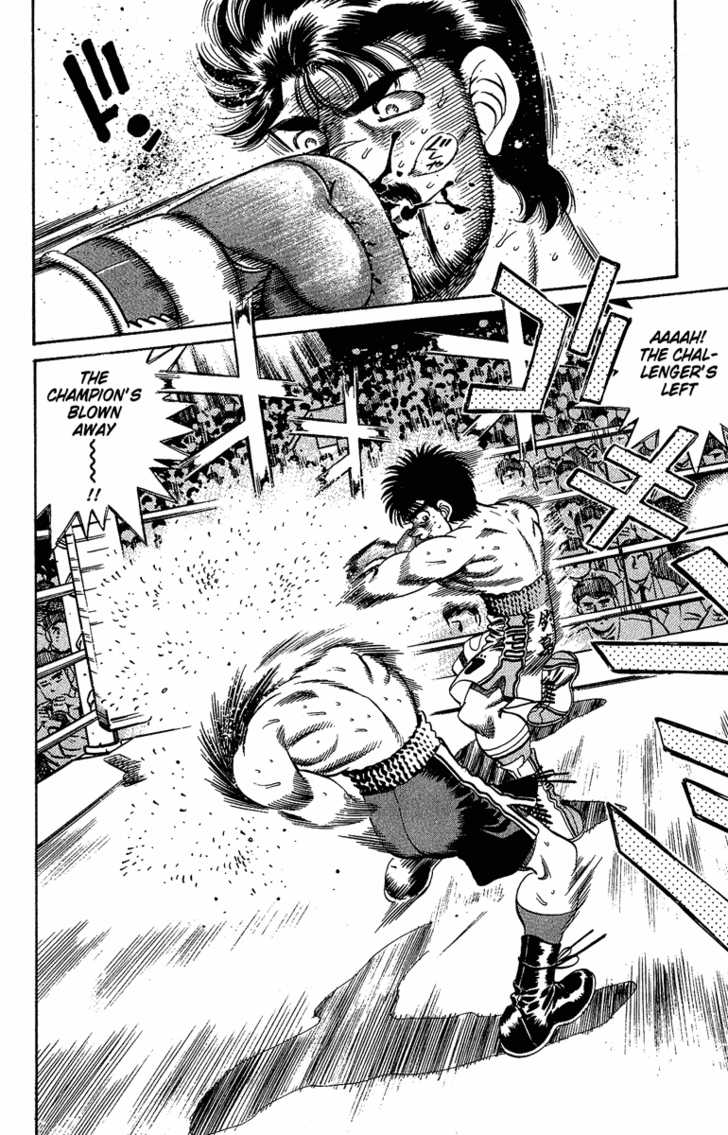 AAAAH!
THE CHAL-
LENGER'S
LEFT
THE
CHAMPION'S
BLOWN
AWAY
~
!!